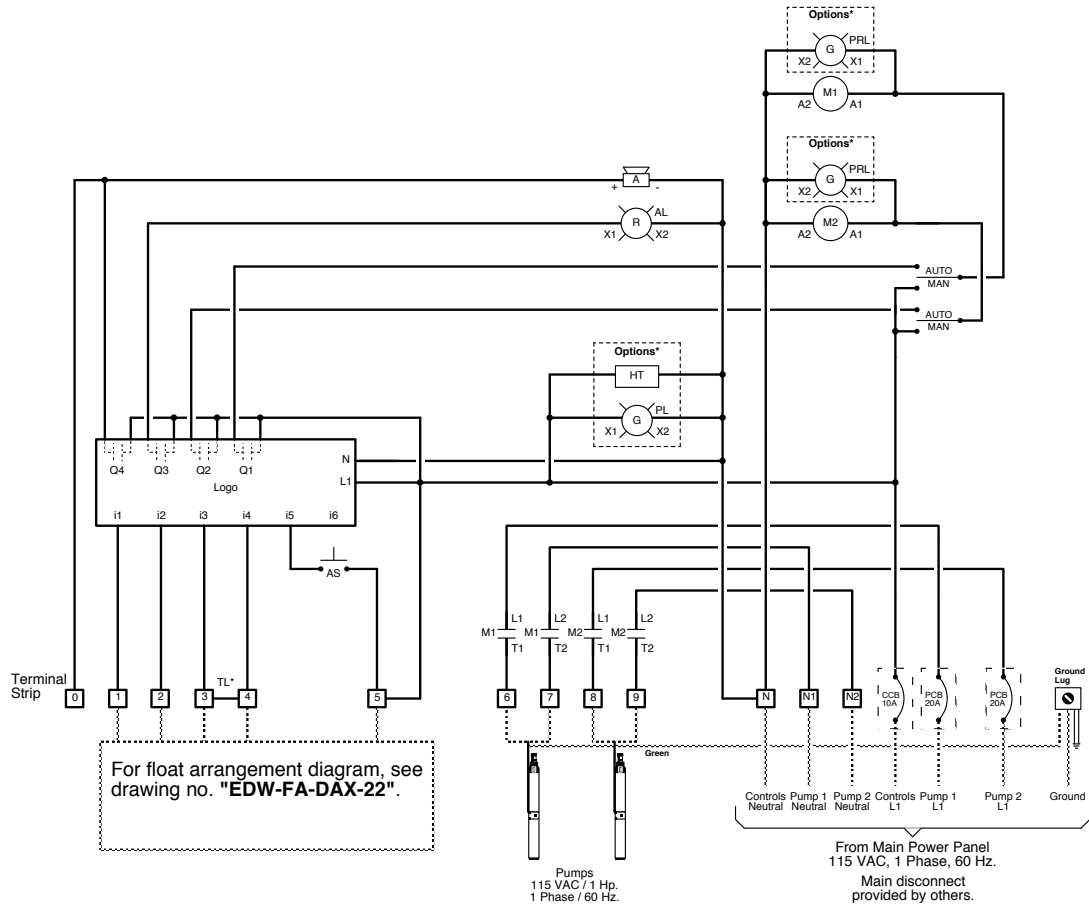 Options*
G
PRL
X2
X1
M1
A2
A1
Options*
G
PRL
X2
X1
M2
A2
A1
A
+
-
R
AL
X1
X2
AUTO
MAN
AUTO
MAN
Options*
HT
G
PL
X1
X2
Q4
Q3
Q2
Q1
N
L1
Logo
i1
i2
i3
i4
i5
i6
AS
L1
L2
L1
L2
M1
M1
M2
M2
T1
T2
T1
T2
Terminal
Strip
0
1
2
3
TL*
4
5
6
7
8
9
N
N1
N2
CCB
10A
PCB
20A
PCB
20A
Ground
Lug
Green
For float arrangement diagram, see
drawing no. "EDW-FA-DAX-22".
Controls
Neutral
Pump 1
Neutral
Pump 2
Neutral
Controls
L1
Pump 1
L1
Pump 2
L1
Ground
Pumps
115 VAC / 1 Hp.
1 Phase / 60 Hz.
From Main Power Panel
115 VAC, 1 Phase, 60 Hz.
Main disconnect
provided by others.